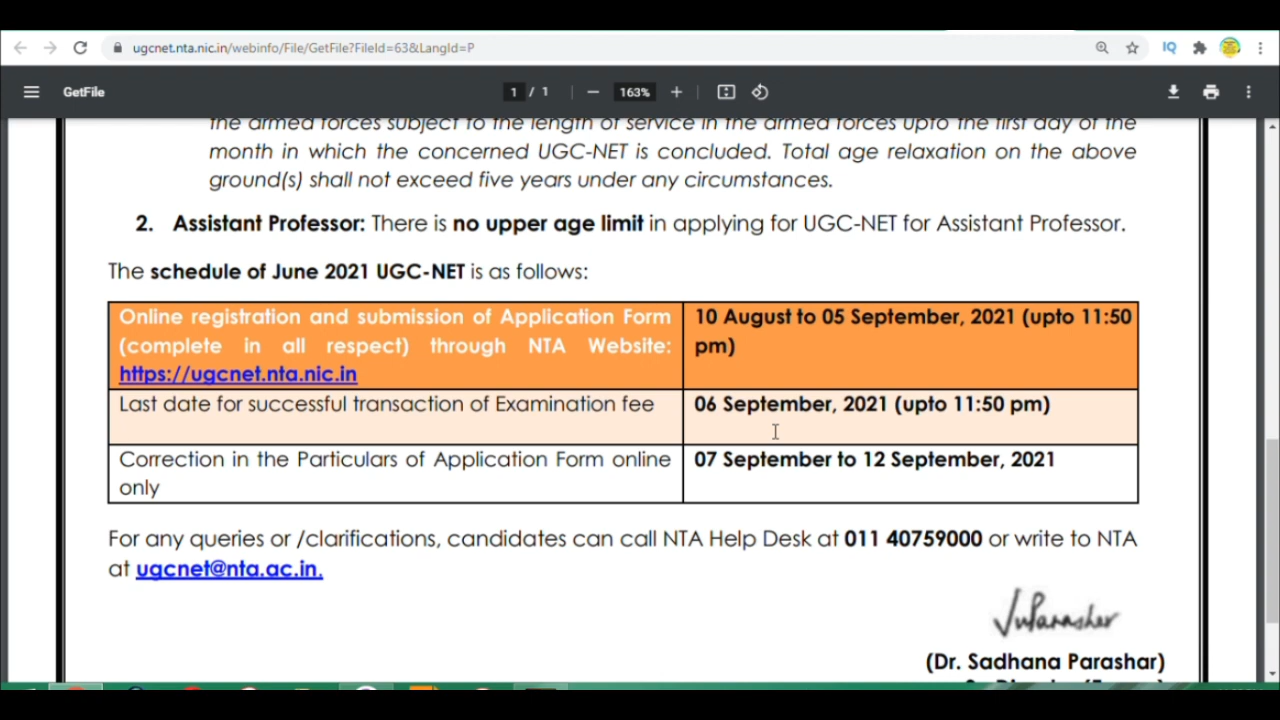 ugcnet.nta.nic.in/webinfo/File/GetFile?FileId=63&LangId=P
IQ
GetFile
1 / 1
163%
the armed forces subject to the length of service in the armed forces upto the first day of the
month in which the concerned UGC-NET is concluded. Total age relaxation on the above
ground(s) shall not exceed five years under any circumstances.
2. Assistant Professor: There is no upper age limit in applying for UGC-NET for Assistant Professor.
The schedule of June 2021 UGC-NET is as follows:
Online registration and submission of Application Form
(complete in all respect) through NTA Website:
https://ugcnet.nta.nic.in
10 August to 05 September, 2021 (upto 11:50
pm)
Last date for successful transaction of Examination fee
06 September, 2021 (upto 11:50 pm)
Correction in the Particulars of Application Form online
only
07 September to 12 September, 2021
For any queries or /clarifications, candidates can call NTA Help Desk at 011 40759000 or write to NTA
at ugcnet@nta.ac.in.
(Dr. Sadhana Parashar)